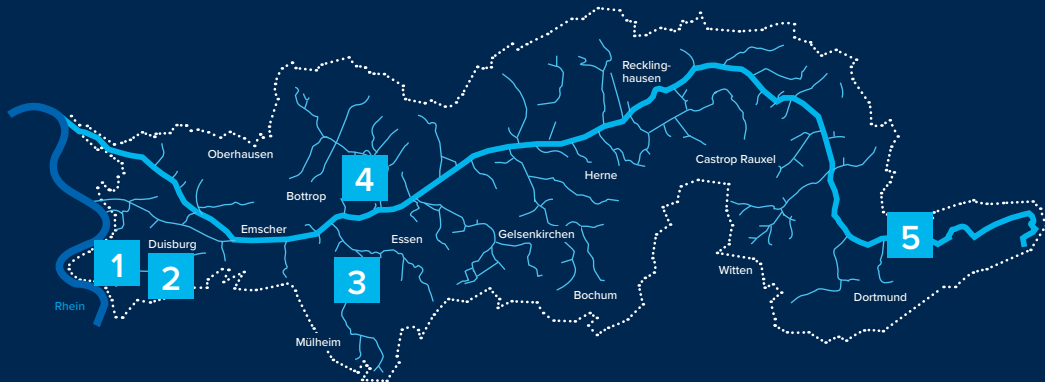 Reckling-
hausen
Oberhausen
Castrop Rauxel
Herne
4
Bottrop
Emscher
Essen
Gelsenkirchen
5
Duisburg
1
2
3
Witten
Bochum
Dortmund
Rhein
Mülheim